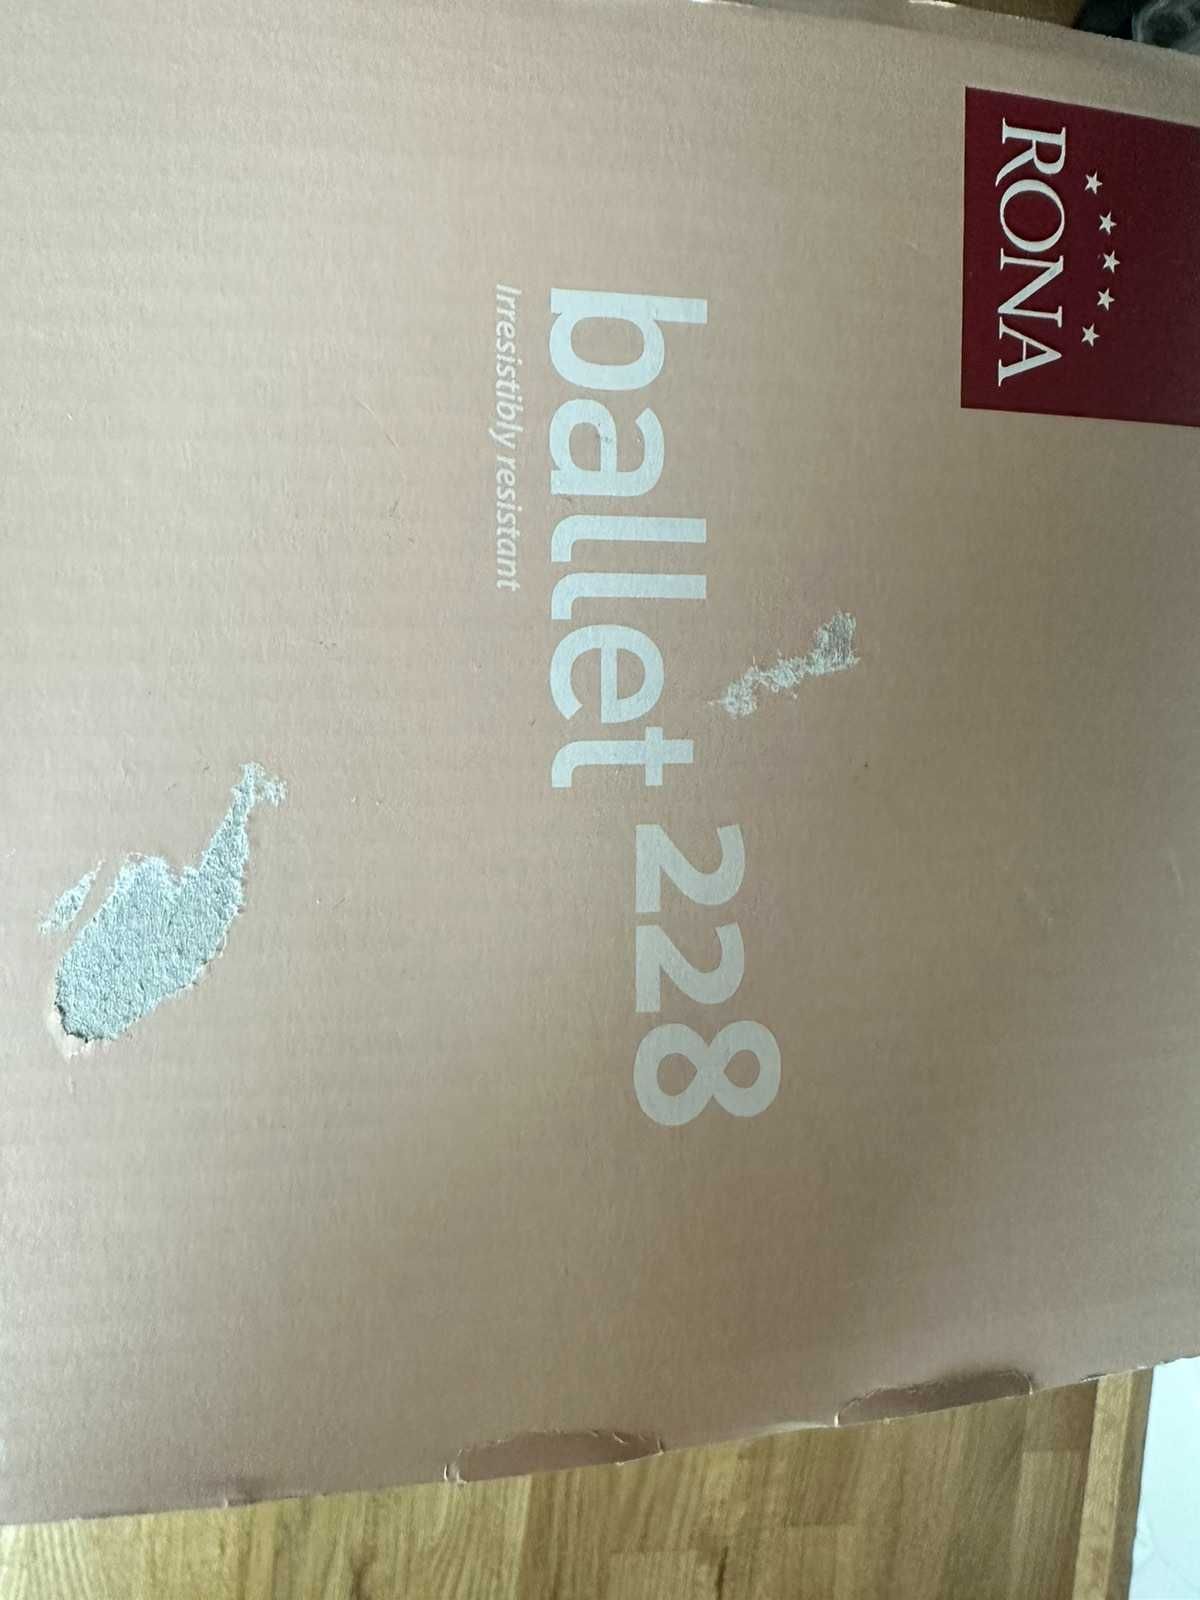 RONA
ballet 228
Irresistibly resistant